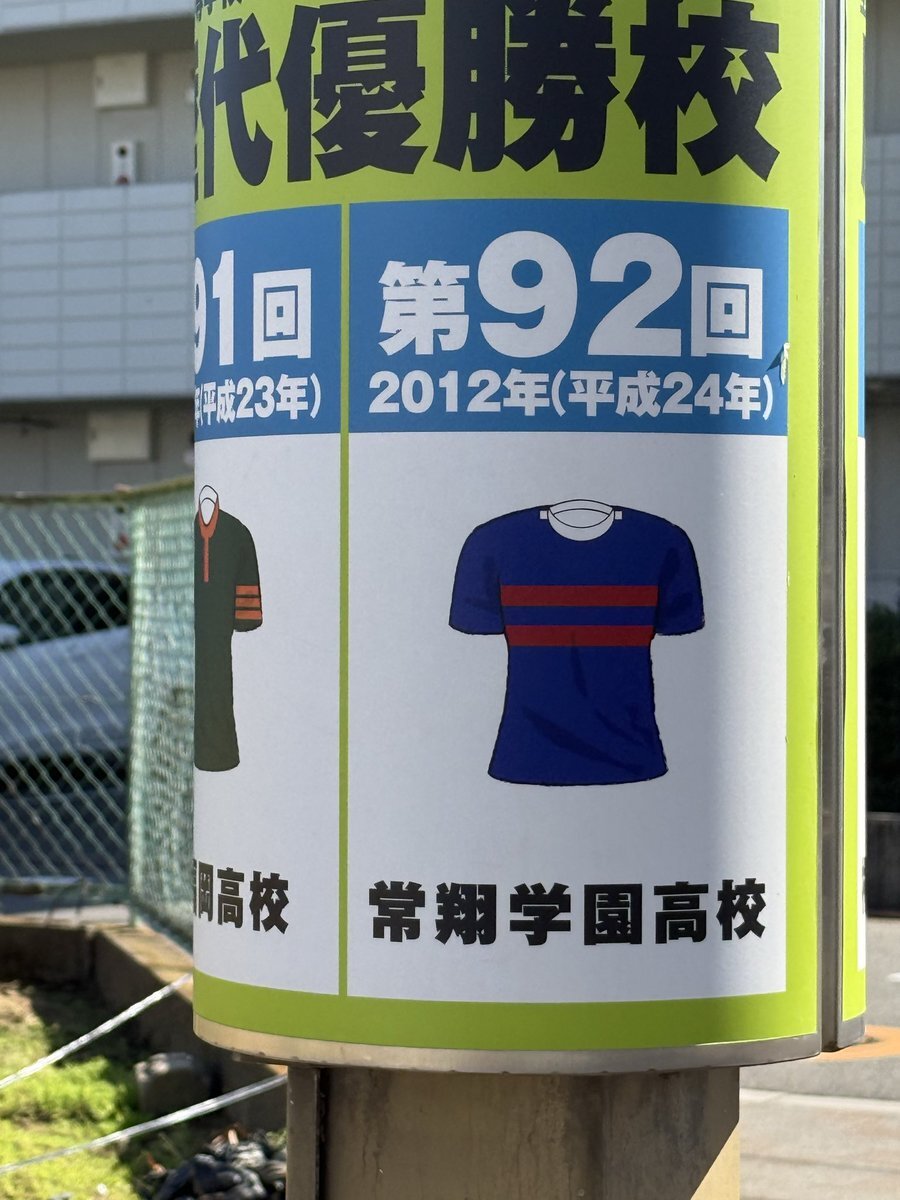 代優勝校
91回
年(平成23年)
岡高校
第92回
2012年(平成24年)
常翔学園高校